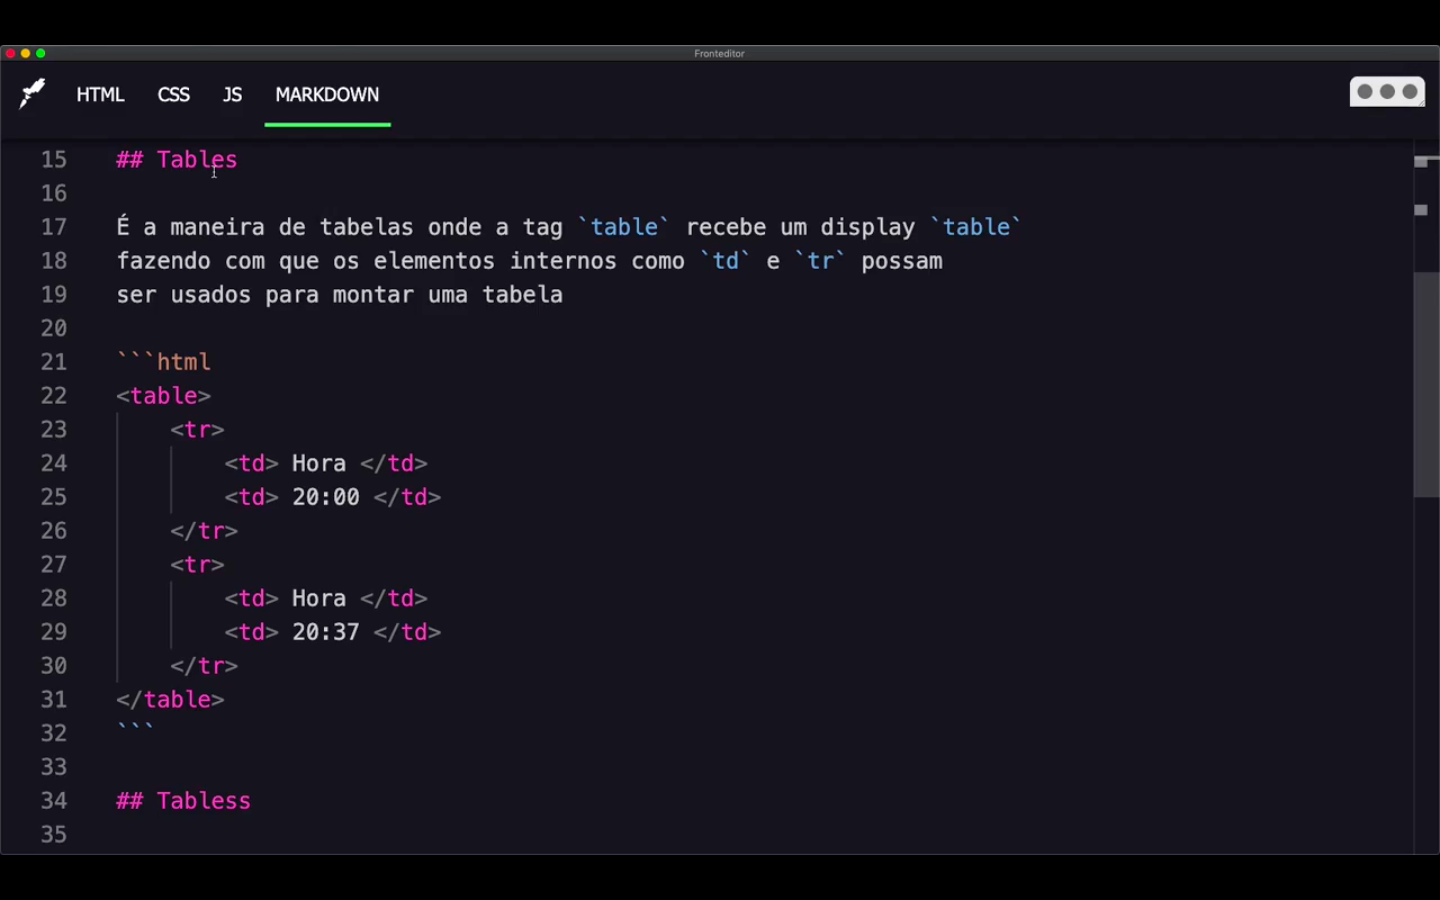 Fronteditor
HTML CSS JS MARKDOWN
15 ## Tables
16
17 É a maneira de tabelas onde a tag `table` recebe um display `table`
18 fazendo com que os elementos internos como `td` e `tr` possam
19 ser usados para montar uma tabela
20
21 ```html
22 <table>
23 <tr>
24 <td> Hora </td>
25 <td> 20:00 </td>
26 </tr>
27 <tr>
28 <td> Hora </td>
29 <td> 20:37 </td>
30 </tr>
31 </table>
32 ```
33
34 ## Tabless
35